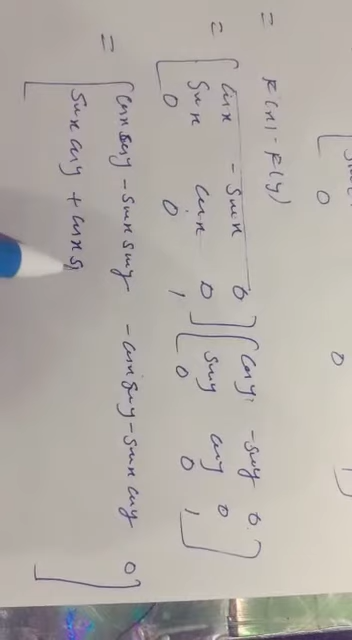 = F(x) · F(y)
= [cos x  - sin x  0
sin x  cos x  0
0  0  1] [cos y  - sin y  0
sin y  cos y  0
0  0  1]
= [cos x cos y - sin x sin y  - cos x sin y - sin x cos y  0
sin x cos y + cos x s